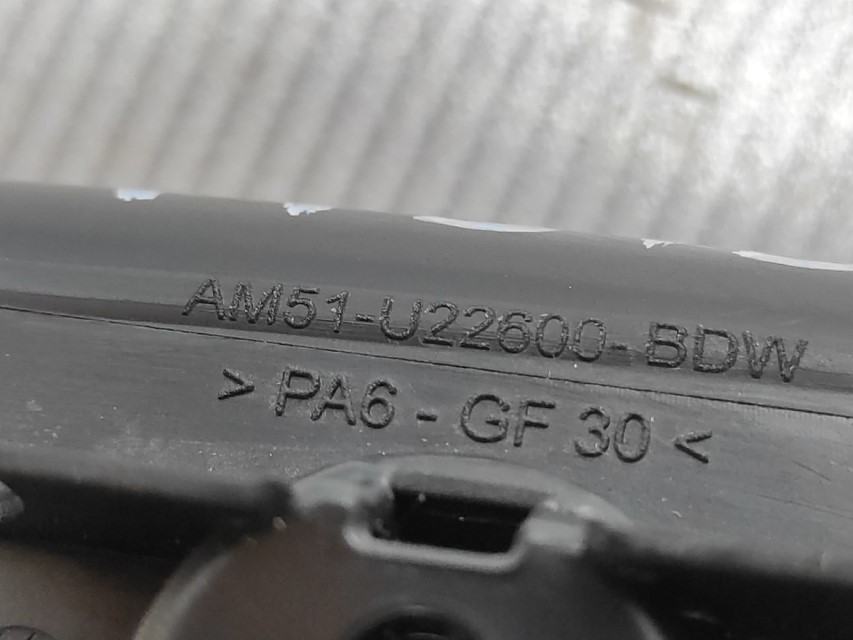 AM51-U22600-BDW
> PA6 - GF 30 <